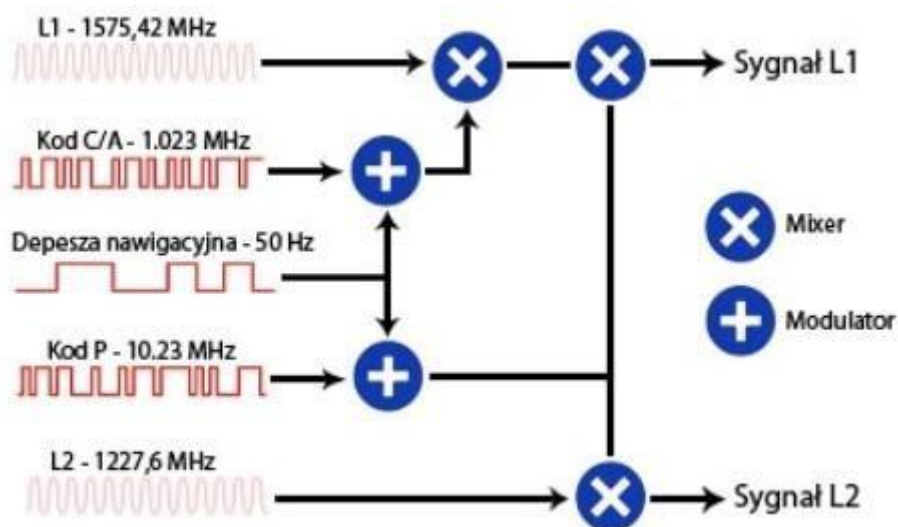 L1 - 1575,42 MHz
Sygnał L1
Kod C/A - 1.023 MHz
Depesza nawigacyjna - 50 Hz
Mixer
Modulator
Kod P - 10.23 MHz
L2 - 1227,6 MHz
Sygnał L2